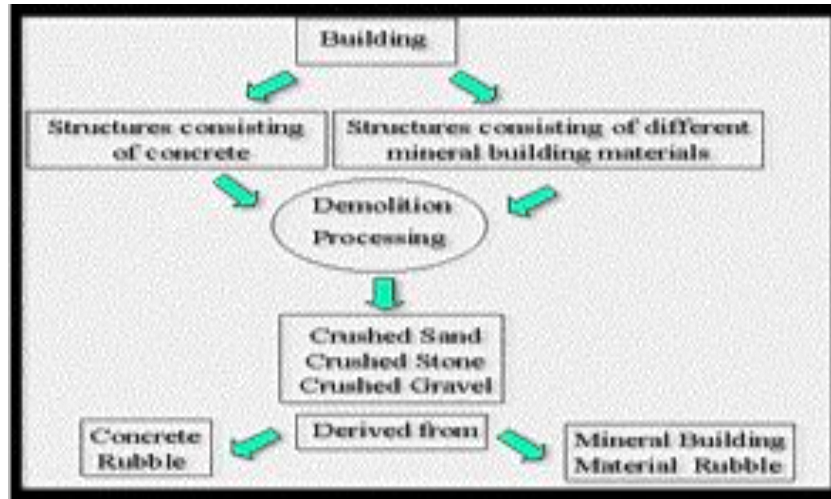 Building
Structures consisting
of concrete
Structures consisting of different
mineral building materials
Demolition
Processing
Crushed Sand
Crushed Stone
Crushed Gravel
Derived from
Concrete
Rubble
Mineral Building
Material Rubble